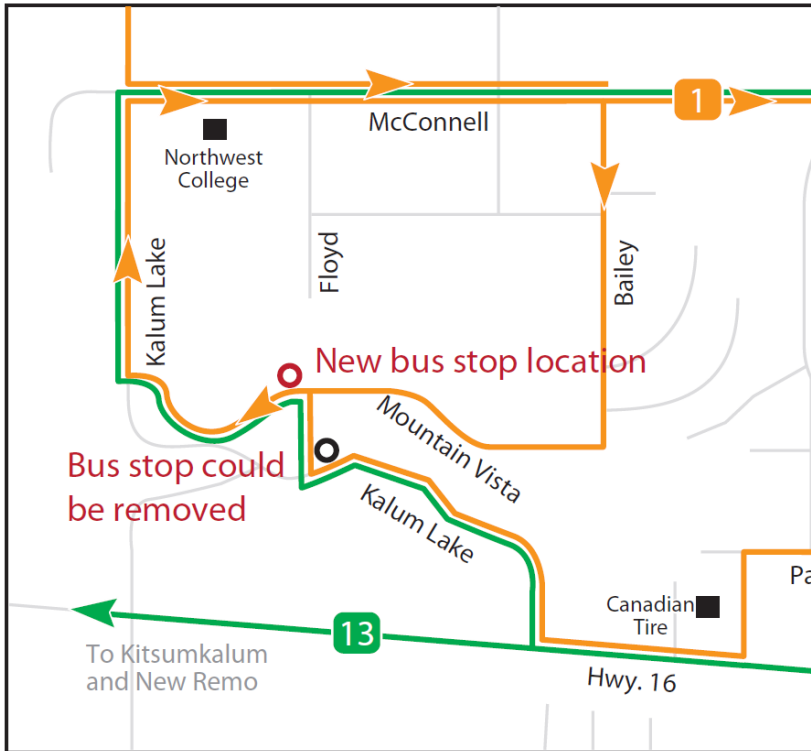 1
McConnell
Northwest
College
Kalum Lake
Floyd
Bailey
New bus stop location
Mountain Vista
Bus stop could
be removed
Kalum Lake
Pa
Canadian
Tire
13
To Kitsumkalum
and New Remo
Hwy. 16